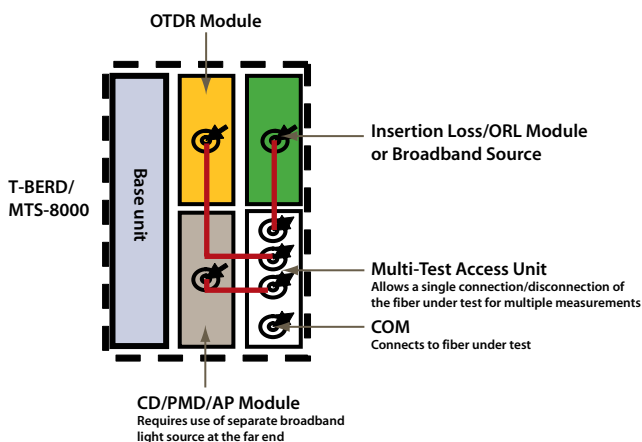 OTDR Module
Insertion Loss/ORL Module
or Broadband Source
T-BERD/
MTS-8000
Base unit
Multi-Test Access Unit
Allows a single connection/disconnection of
the fiber under test for multiple measurements
COM
Connects to fiber under test
CD/PMD/AP Module
Requires use of separate broadband
light source at the far end